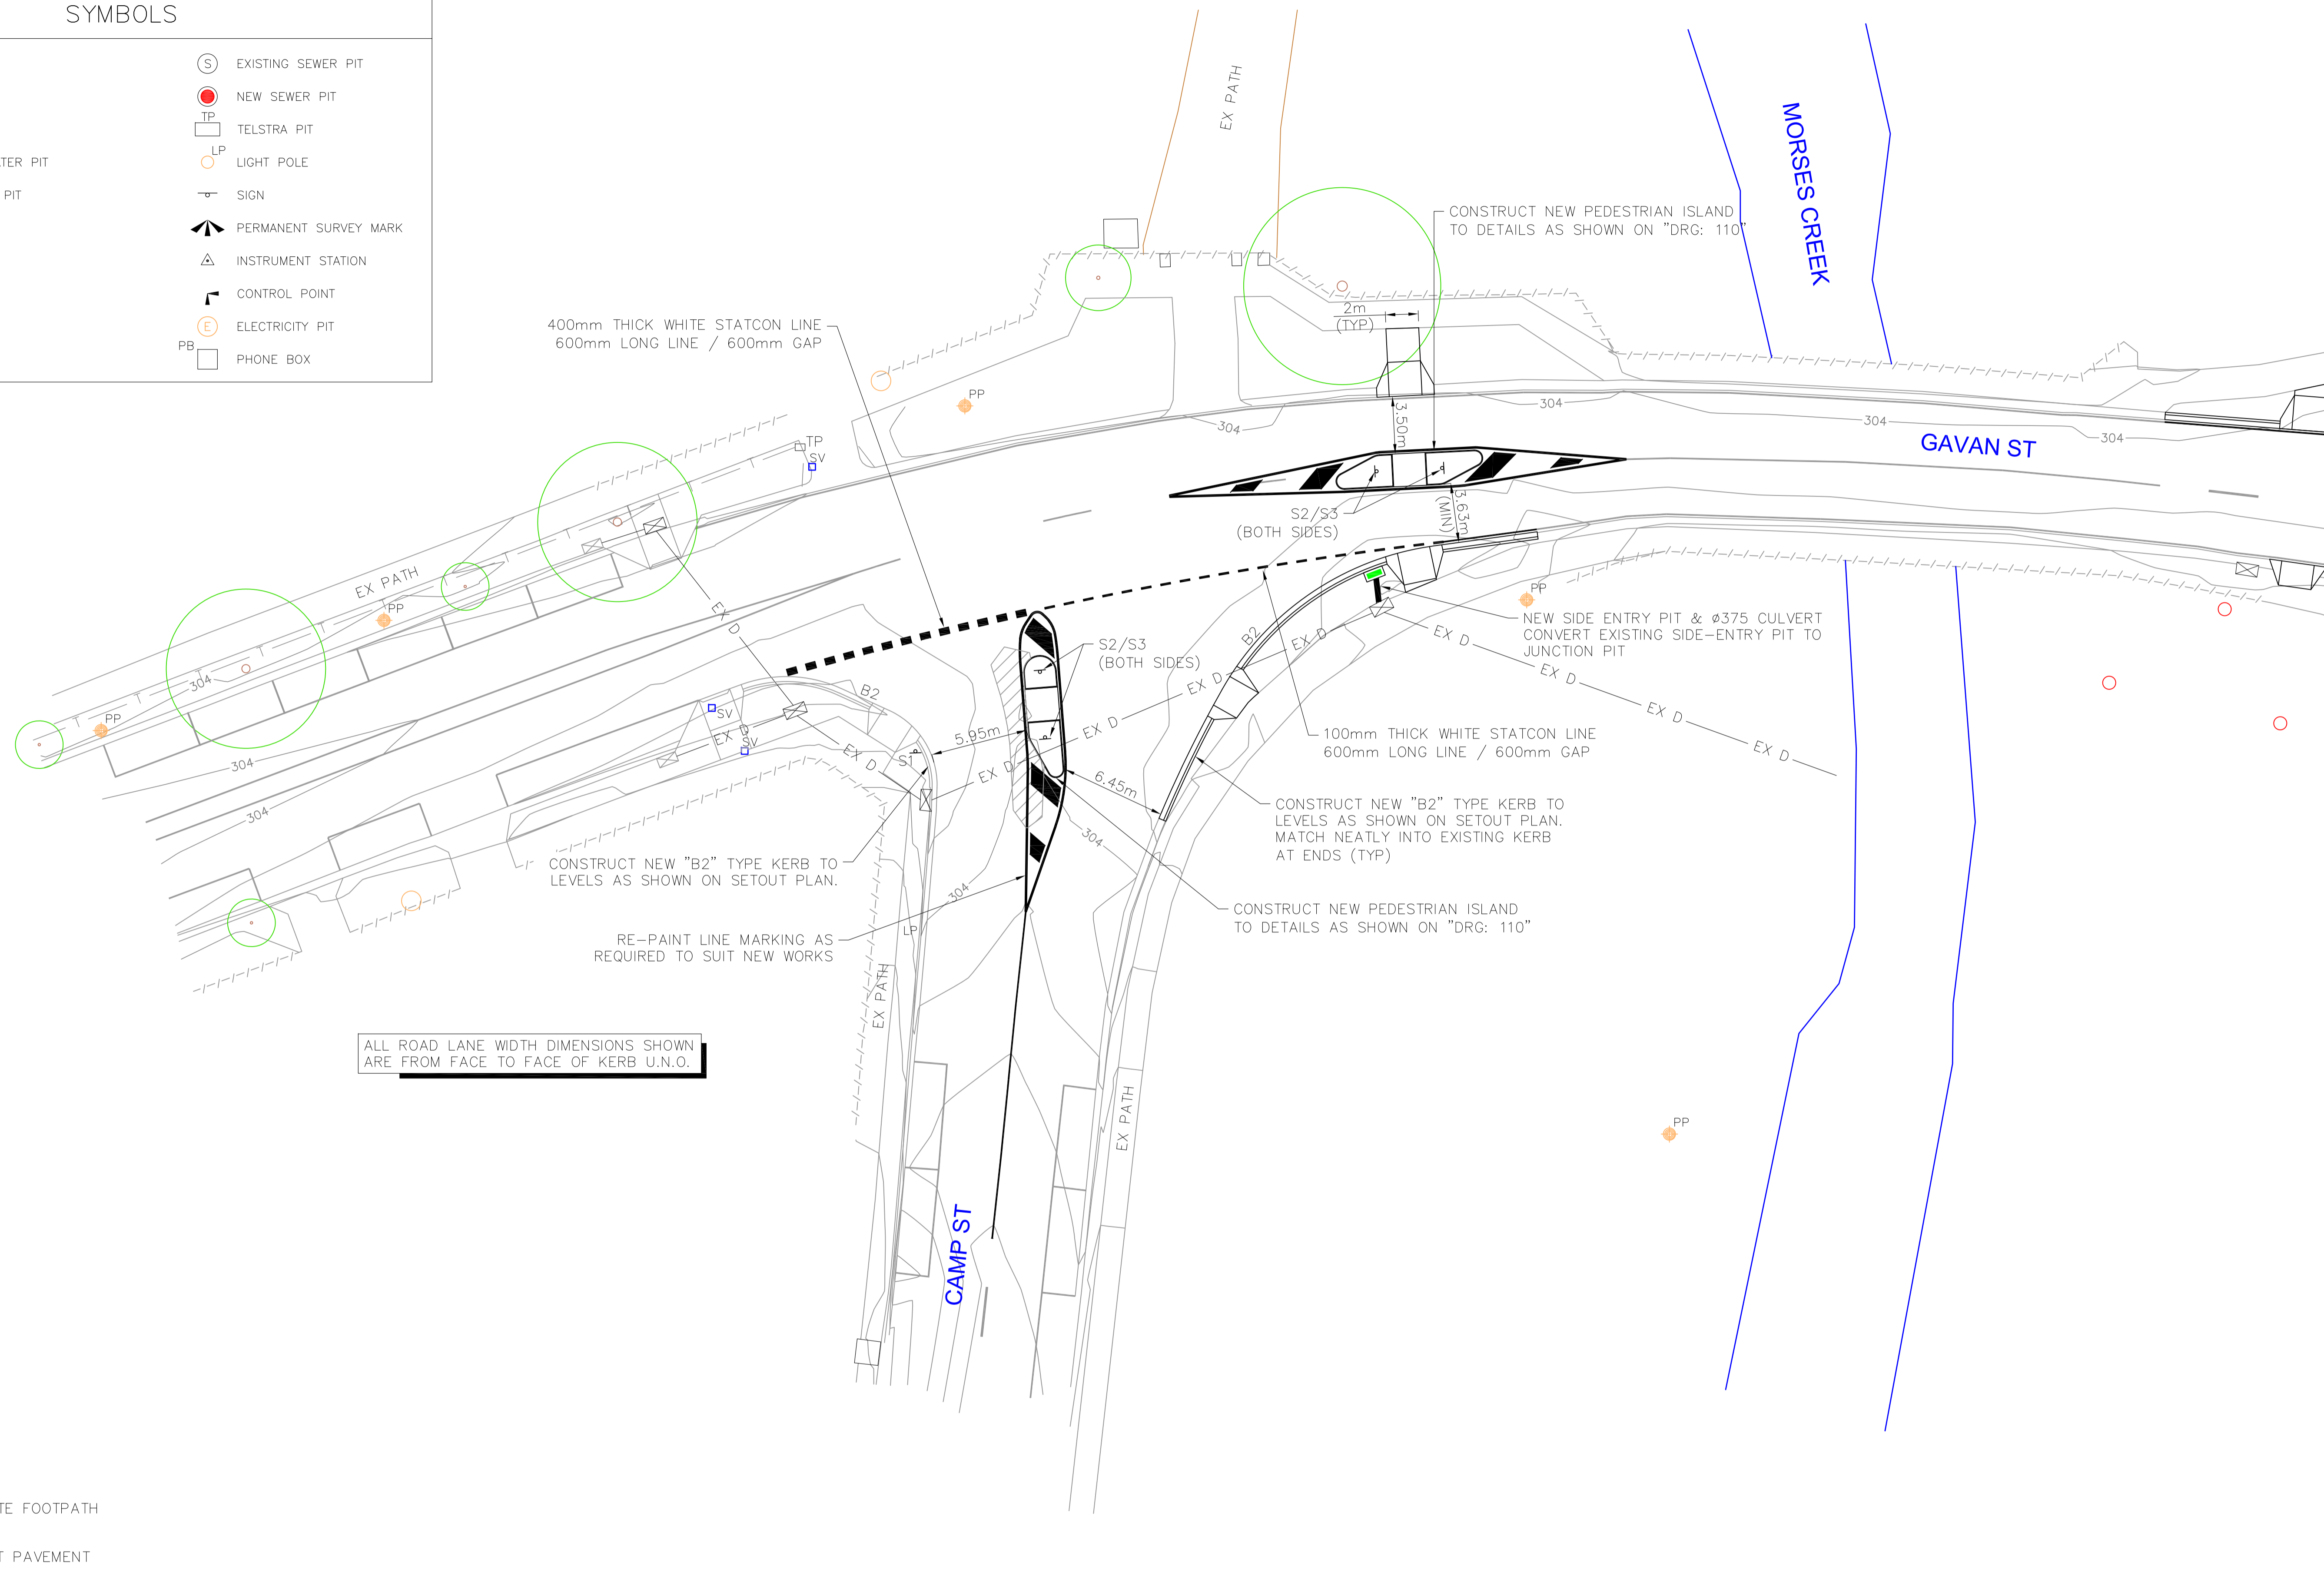 SYMBOLS
S EXISTING SEWER PIT
NEW SEWER PIT
TP
TELSTRA PIT
LP
LIGHT POLE
TER PIT
SIGN
PIT
PERMANENT SURVEY MARK
INSTRUMENT STATION
CONTROL POINT
E ELECTRICITY PIT
PB
PHONE BOX
EX PATH
MORSES CREEK
CONSTRUCT NEW PEDESTRIAN ISLAND
TO DETAILS AS SHOWN ON "DRG: 110"
2m
(TYP)
400mm THICK WHITE STATCON LINE
600mm LONG LINE / 600mm GAP
PP
304
304
304
304
3.50m
GAVAN ST
TP
SV
S2/S3
(BOTH SIDES)
3.63m
(MIN)
EX PATH
PP
EX D
PP
NEW SIDE ENTRY PIT & Ø375 CULVERT
CONVERT EXISTING SIDE-ENTRY PIT TO
JUNCTION PIT
B2
EX D
EX D
EX D
EX D
EX D
EX D
EX D
S2/S3
(BOTH SIDES)
304
PP
B2
SV
SV
EX D
EX D
S1
5.95m
EX D
6.45m
100mm THICK WHITE STATCON LINE
600mm LONG LINE / 600mm GAP
304
304
CONSTRUCT NEW "B2" TYPE KERB TO
LEVELS AS SHOWN ON SETOUT PLAN.
MATCH NEATLY INTO EXISTING KERB
AT ENDS (TYP)
304
CONSTRUCT NEW "B2" TYPE KERB TO
LEVELS AS SHOWN ON SETOUT PLAN.
304
CONSTRUCT NEW PEDESTRIAN ISLAND
TO DETAILS AS SHOWN ON "DRG: 110"
LP
RE-PAINT LINE MARKING AS
REQUIRED TO SUIT NEW WORKS
EX PATH
ALL ROAD LANE WIDTH DIMENSIONS SHOWN
ARE FROM FACE TO FACE OF KERB U.N.O.
EX PATH
PP
CAMP ST
TE FOOTPATH
T PAVEMENT